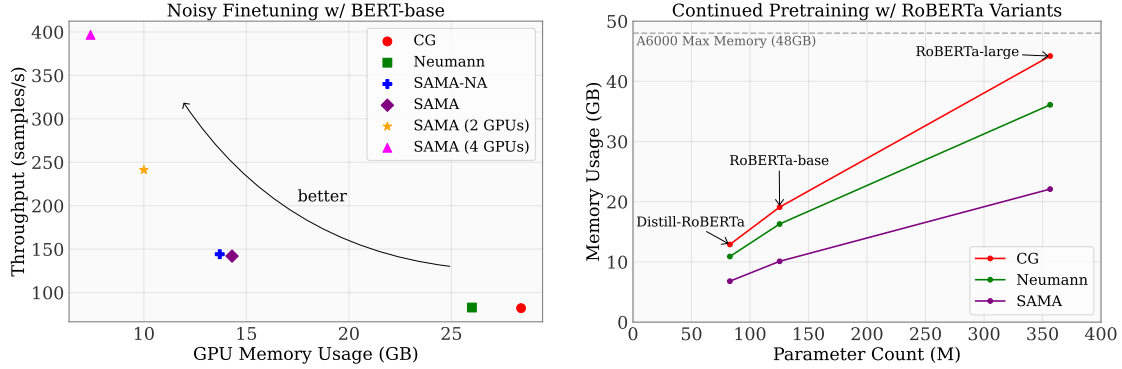 Noisy Finetuning w/ BERT-base
Throughput (samples/s)
400
350
300
250
200
150
100
CG
Neumann
SAMA-NA
SAMA
SAMA (2 GPUs)
SAMA (4 GPUs)
better
10
15
20
25
GPU Memory Usage (GB)
Continued Pretraining w/ RoBERTa Variants
Memory Usage (GB)
50
40
30
20
10
0
A6000 Max Memory (48GB)
RoBERTa-large
RoBERTa-base
Distill-RoBERTa
CG
Neumann
SAMA
0
50
100
150
200
250
300
350
400
Parameter Count (M)